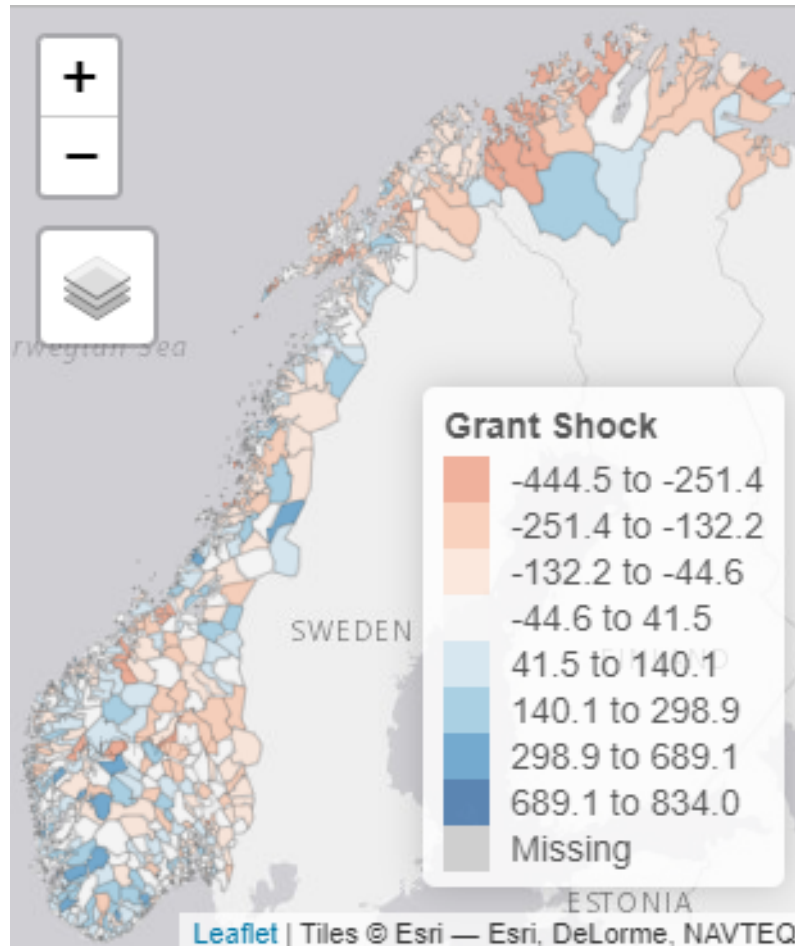 +
−
rwegian Sea
Grant Shock
-444.5 to -251.4
-251.4 to -132.2
-132.2 to -44.6
-44.6 to 41.5
41.5 to 140.1
140.1 to 298.9
298.9 to 689.1
689.1 to 834.0
Missing
SWEDEN
FINLAND
ESTONIA
Leaflet | Tiles © Esri — Esri, DeLorme, NAVTEQ